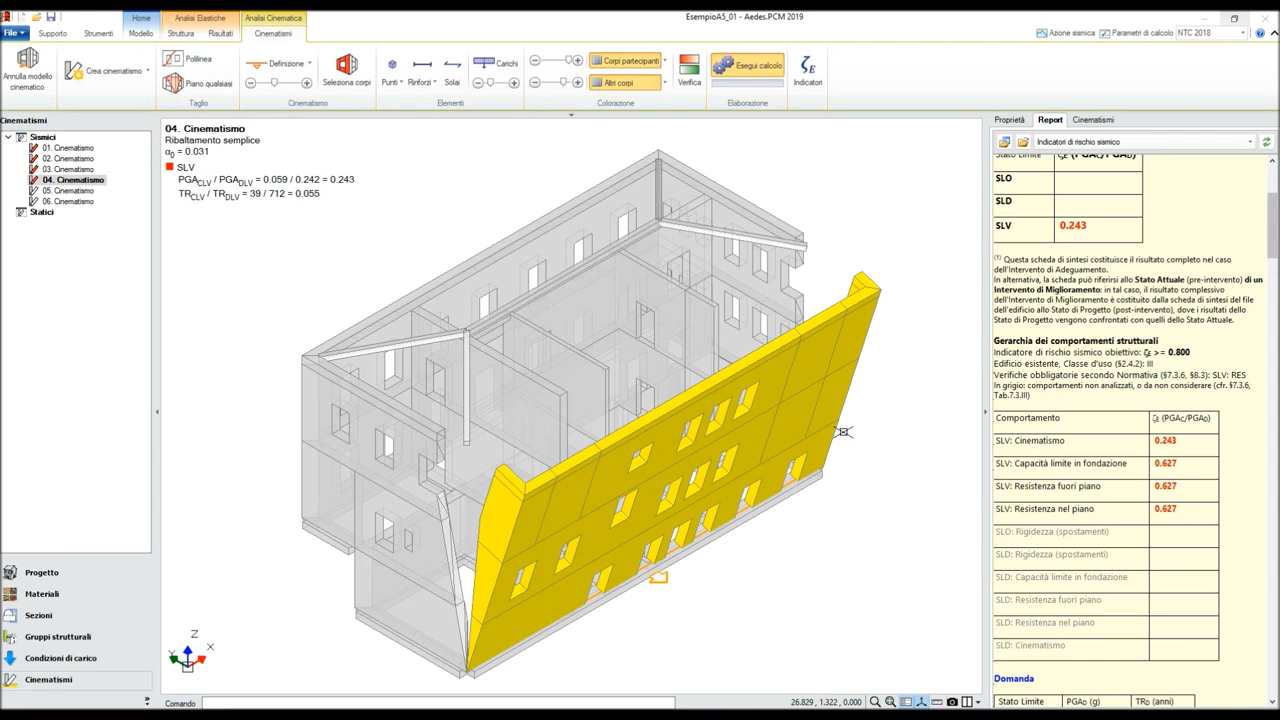 EsempioA5_01 - Aedes.PCM 2019
Home
Analisi Elastiche
Analisi Cinematica
File
Supporto
Strumenti
Modello
Struttura
Risultati
Cinematismi
Azione sismica
Parametri di calcolo
NTC 2018
Annulla modello
cinematico
Crea cinematismo
Polilinea
Piano qualsiasi
Taglio
Definizione
Cinematismo
Seleziona corpi
Punti
Rinforzi
Solai
Carichi
Elementi
Corpi partecipanti
Altri corpi
Colorazione
Verifica
Esegui calcolo
Elaborazione
ζE
Indicatori
Cinematismi
Sismici
01. Cinematismo
02. Cinematismo
03. Cinematismo
04. Cinematismo
05. Cinematismo
06. Cinematismo
Statici
Progetto
Materiali
Sezioni
Gruppi strutturali
Condizioni di carico
Cinematismi
04. Cinematismo
Ribaltamento semplice
α0 = 0.031
SLV
PGACLV / PGADLV = 0.059 / 0.242 = 0.243
TRCLV / TRDLV = 39 / 712 = 0.055
Z
Y
X
Comando
26.829 , 1.322 , 0.000
Proprietà
Report
Cinematismi
Indicatori di rischio sismico
Stato Limite
ζE (PGAC/PGAD)
SLO
SLD
SLV
0.243
(1) Questa scheda di sintesi costituisce il risultato completo nel caso
dell'Intervento di Adeguamento.
In alternativa, la scheda può riferirsi allo Stato Attuale (pre-intervento) di un
Intervento di Miglioramento: in tal caso, il risultato complessivo
dell'Intervento di Miglioramento è costituito dalla scheda di sintesi del file
dell'edificio allo Stato di Progetto (post-intervento), dove i risultati dello
Stato di Progetto vengono confrontati con quelli dello Stato Attuale.
Gerarchia dei comportamenti strutturali
Indicatore di rischio sismico obiettivo: ζE >= 0.800
Edificio esistente, Classe d'uso (§2.4.2): III
Verifiche obbligatorie secondo Normativa (§7.3.6, §8.3): SLV: RES
In grigio: comportamenti non analizzati, o da non considerare (cfr. §7.3.6,
Tab.7.3.III)
Comportamento
ζE (PGAC/PGAD)
SLV: Cinematismo
0.243
SLV: Capacità limite in fondazione
0.627
SLV: Resistenza fuori piano
0.627
SLV: Resistenza nel piano
0.627
SLO: Rigidezza (spostamenti)
SLD: Rigidezza (spostamenti)
SLD: Capacità limite in fondazione
SLD: Resistenza fuori piano
SLD: Resistenza nel piano
SLD: Cinematismo
Domanda
Stato Limite
PGAD (g)
TRD (anni)